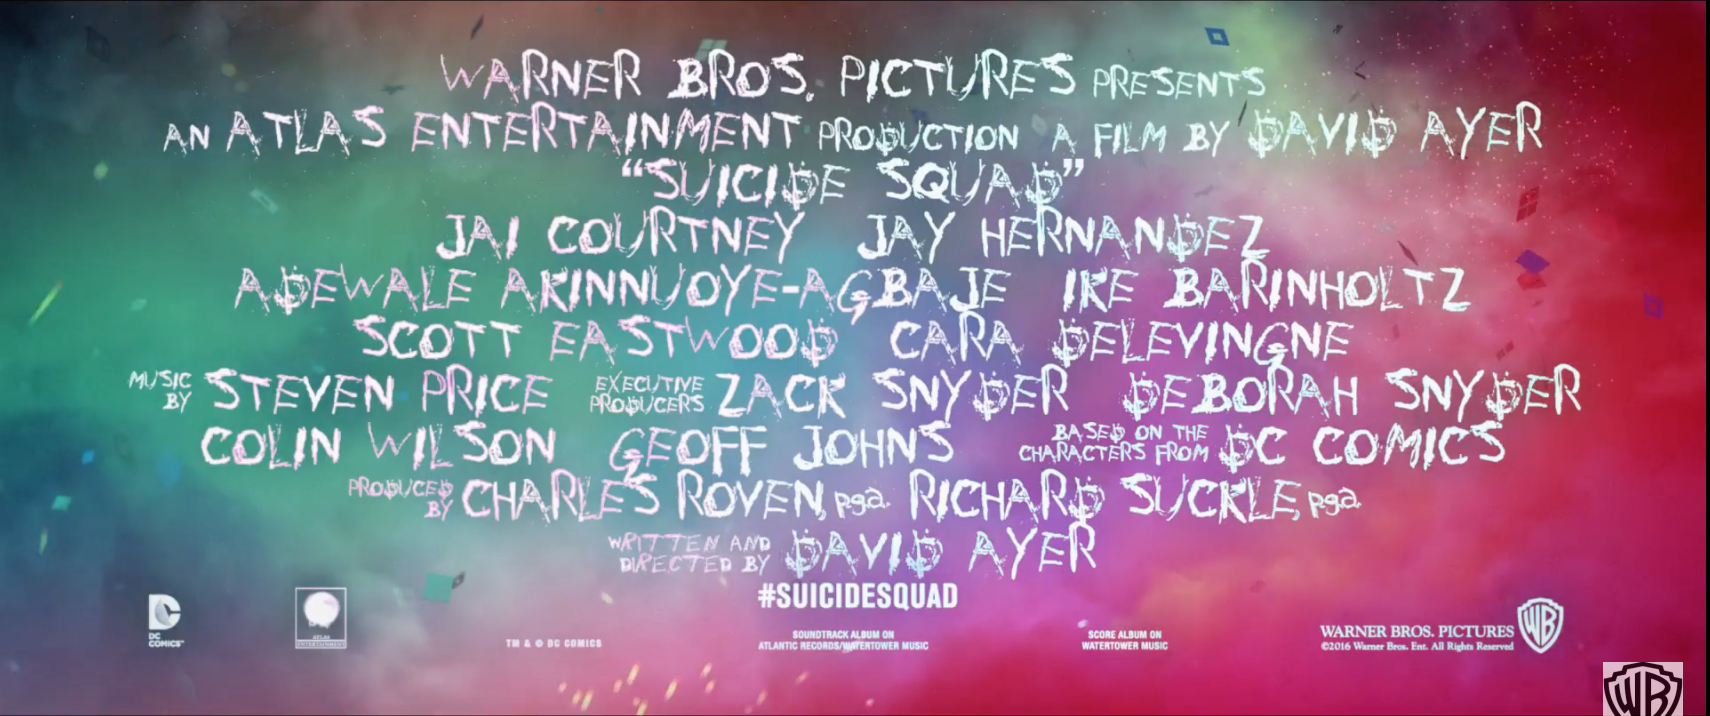 WARNER BROS. PICTURES PRESENTS
AN ATLAS ENTERTAINMENT PRODUCTION A FILM BY DAVID AYER
“SUICIDE SQUAD”
JAI COURTNEY JAY HERNANDEZ
ADEWALE AKINNUOYE-AGBAJE IKE BARINHOLTZ
SCOTT EASTWOOD CARA DELEVINGNE
MUSIC BY STEVEN PRICE EXECUTIVE PRODUCERS ZACK SNYDER DEBORAH SNYDER
COLIN WILSON GEOFF JOHNS BASED ON THE CHARACTERS FROM DC COMICS
PRODUCED BY CHARLES ROVEN, p.g.a. RICHARD SUCKLE, p.g.a.
WRITTEN AND DIRECTED BY DAVID AYER
#SUICIDESQUAD
DC
COMICS™
ATLAS
ENTERTAINMENT
TM & © DC COMICS
SOUNDTRACK ALBUM ON
ATLANTIC RECORDS/WATERTOWER MUSIC
SCORE ALBUM ON
WATERTOWER MUSIC
WARNER BROS. PICTURES
©2016 Warner Bros. Ent. All Rights Reserved
WB
WB